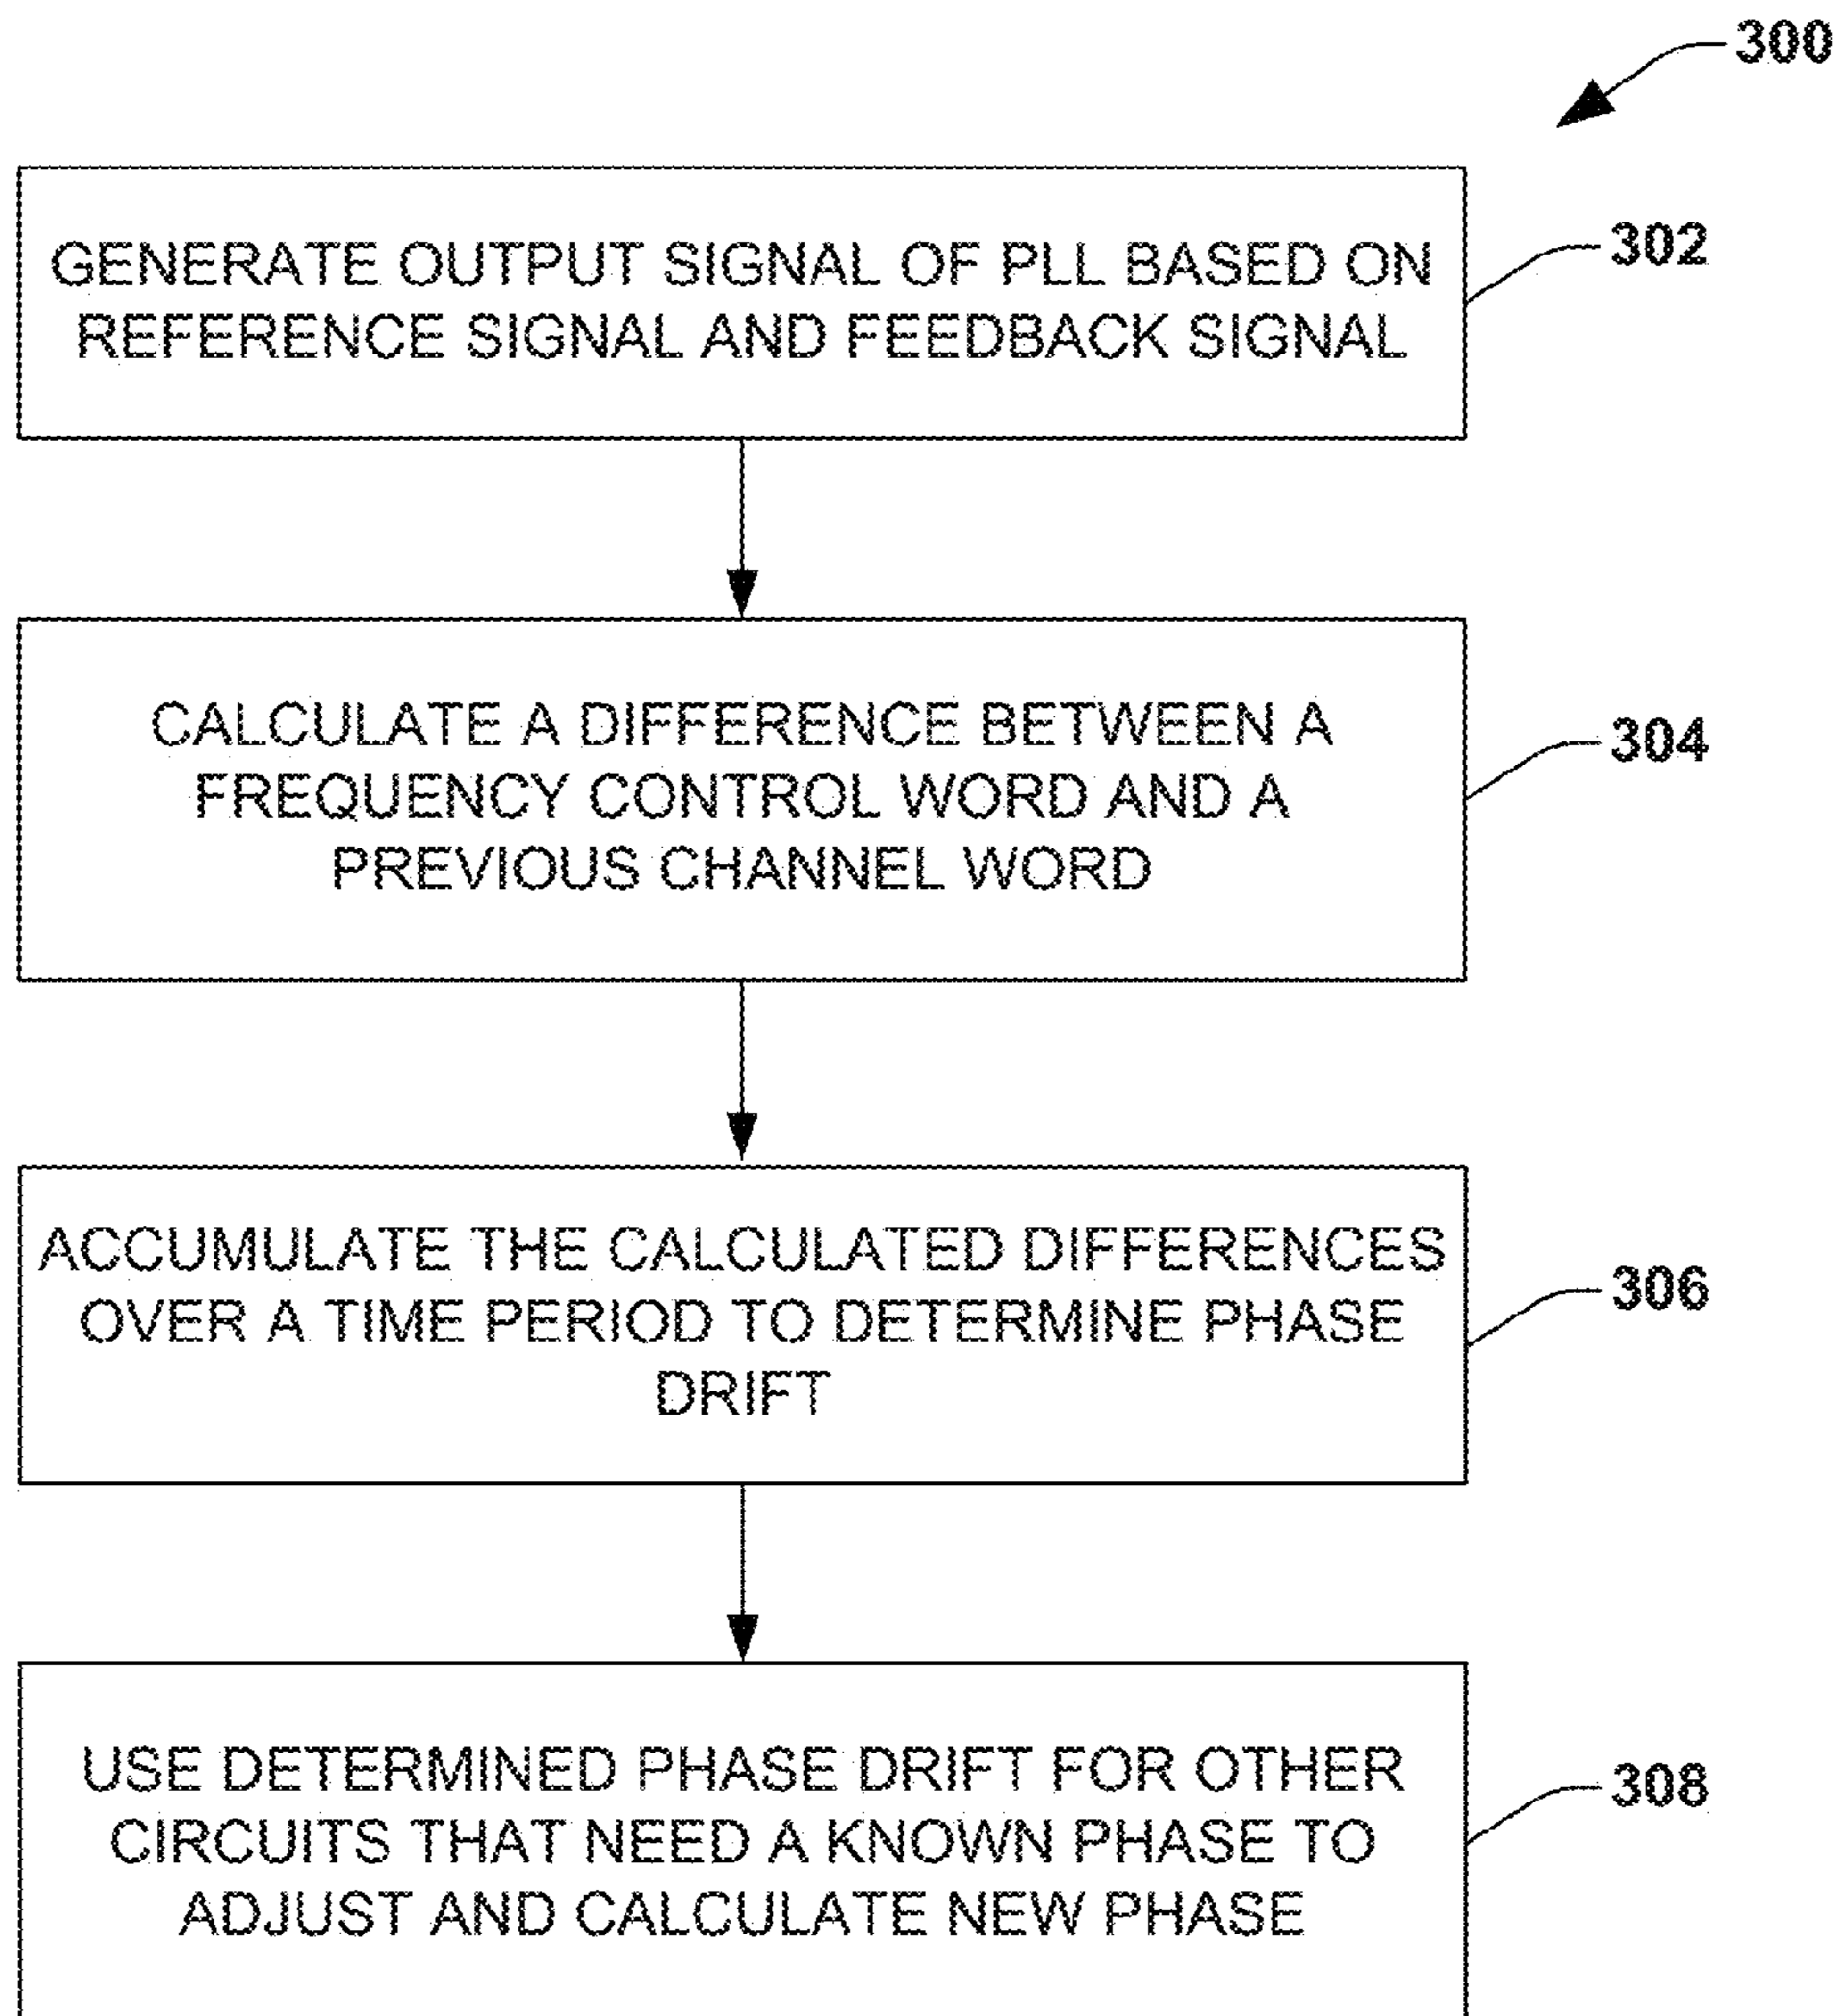 300
GENERATE OUTPUT SIGNAL OF PLL BASED ON
REFERENCE SIGNAL AND FEEDBACK SIGNAL
302
CALCULATE A DIFFERENCE BETWEEN A
FREQUENCY CONTROL WORD AND A
PREVIOUS CHANNEL WORD
304
ACCUMULATE THE CALCULATED DIFFERENCES
OVER A TIME PERIOD TO DETERMINE PHASE
DRIFT
306
USE DETERMINED PHASE DRIFT FOR OTHER
CIRCUITS THAT NEED A KNOWN PHASE TO
ADJUST AND CALCULATE NEW PHASE
308